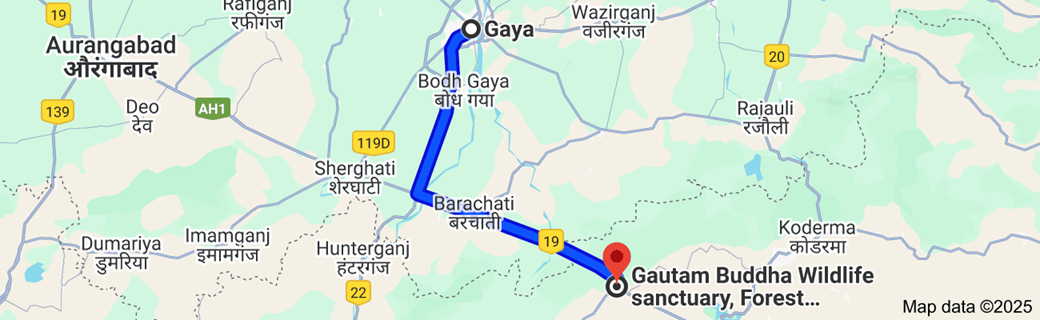 19
Rafiganj
रफीगंज
Aurangabad
औरंगाबाद
139
Deo
देव
AH1
Gaya
Wazirganj
वजीरगंज
20
Bodh Gaya
बोध गया
Rajauli
रजौली
119D
Sherghati
शेरघाटी
Barachati
बरचाती
Imamganj
इमामगंज
Dumariya
डुमरिया
Hunterganj
हंटरगंज
22
19
Koderma
कोडरमा
Gautam Buddha Wildlife
sanctuary, Forest...
Map data ©2025